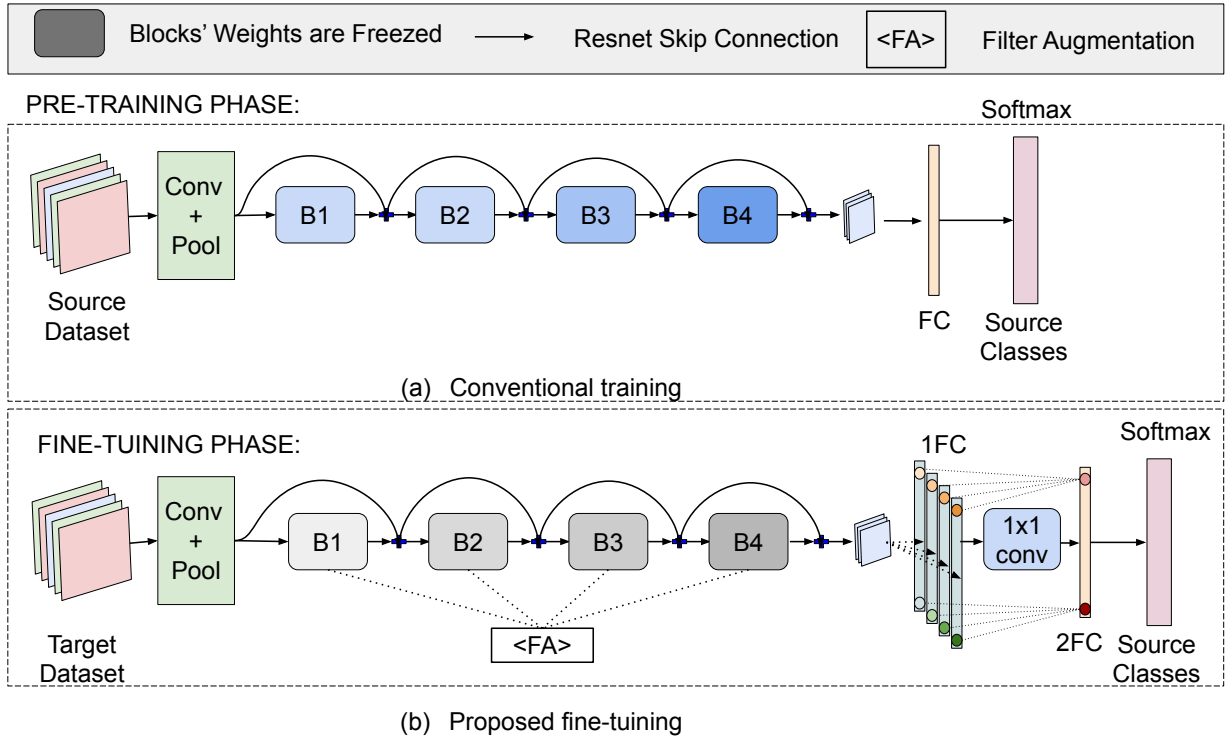 Blocks' Weights are Freezed
Resnet Skip Connection
<FA>
Filter Augmentation
PRE-TRAINING PHASE:
Softmax
Conv
+
Pool
B1
B2
B3
B4
Source
Dataset
FC
Source
Classes
(a) Conventional training
FINE-TUINING PHASE:
1FC
Softmax
Conv
+
Pool
B1
B2
B3
B4
1x1
conv
<FA>
Target
Dataset
2FC
Source
Classes
(b) Proposed fine-tuining